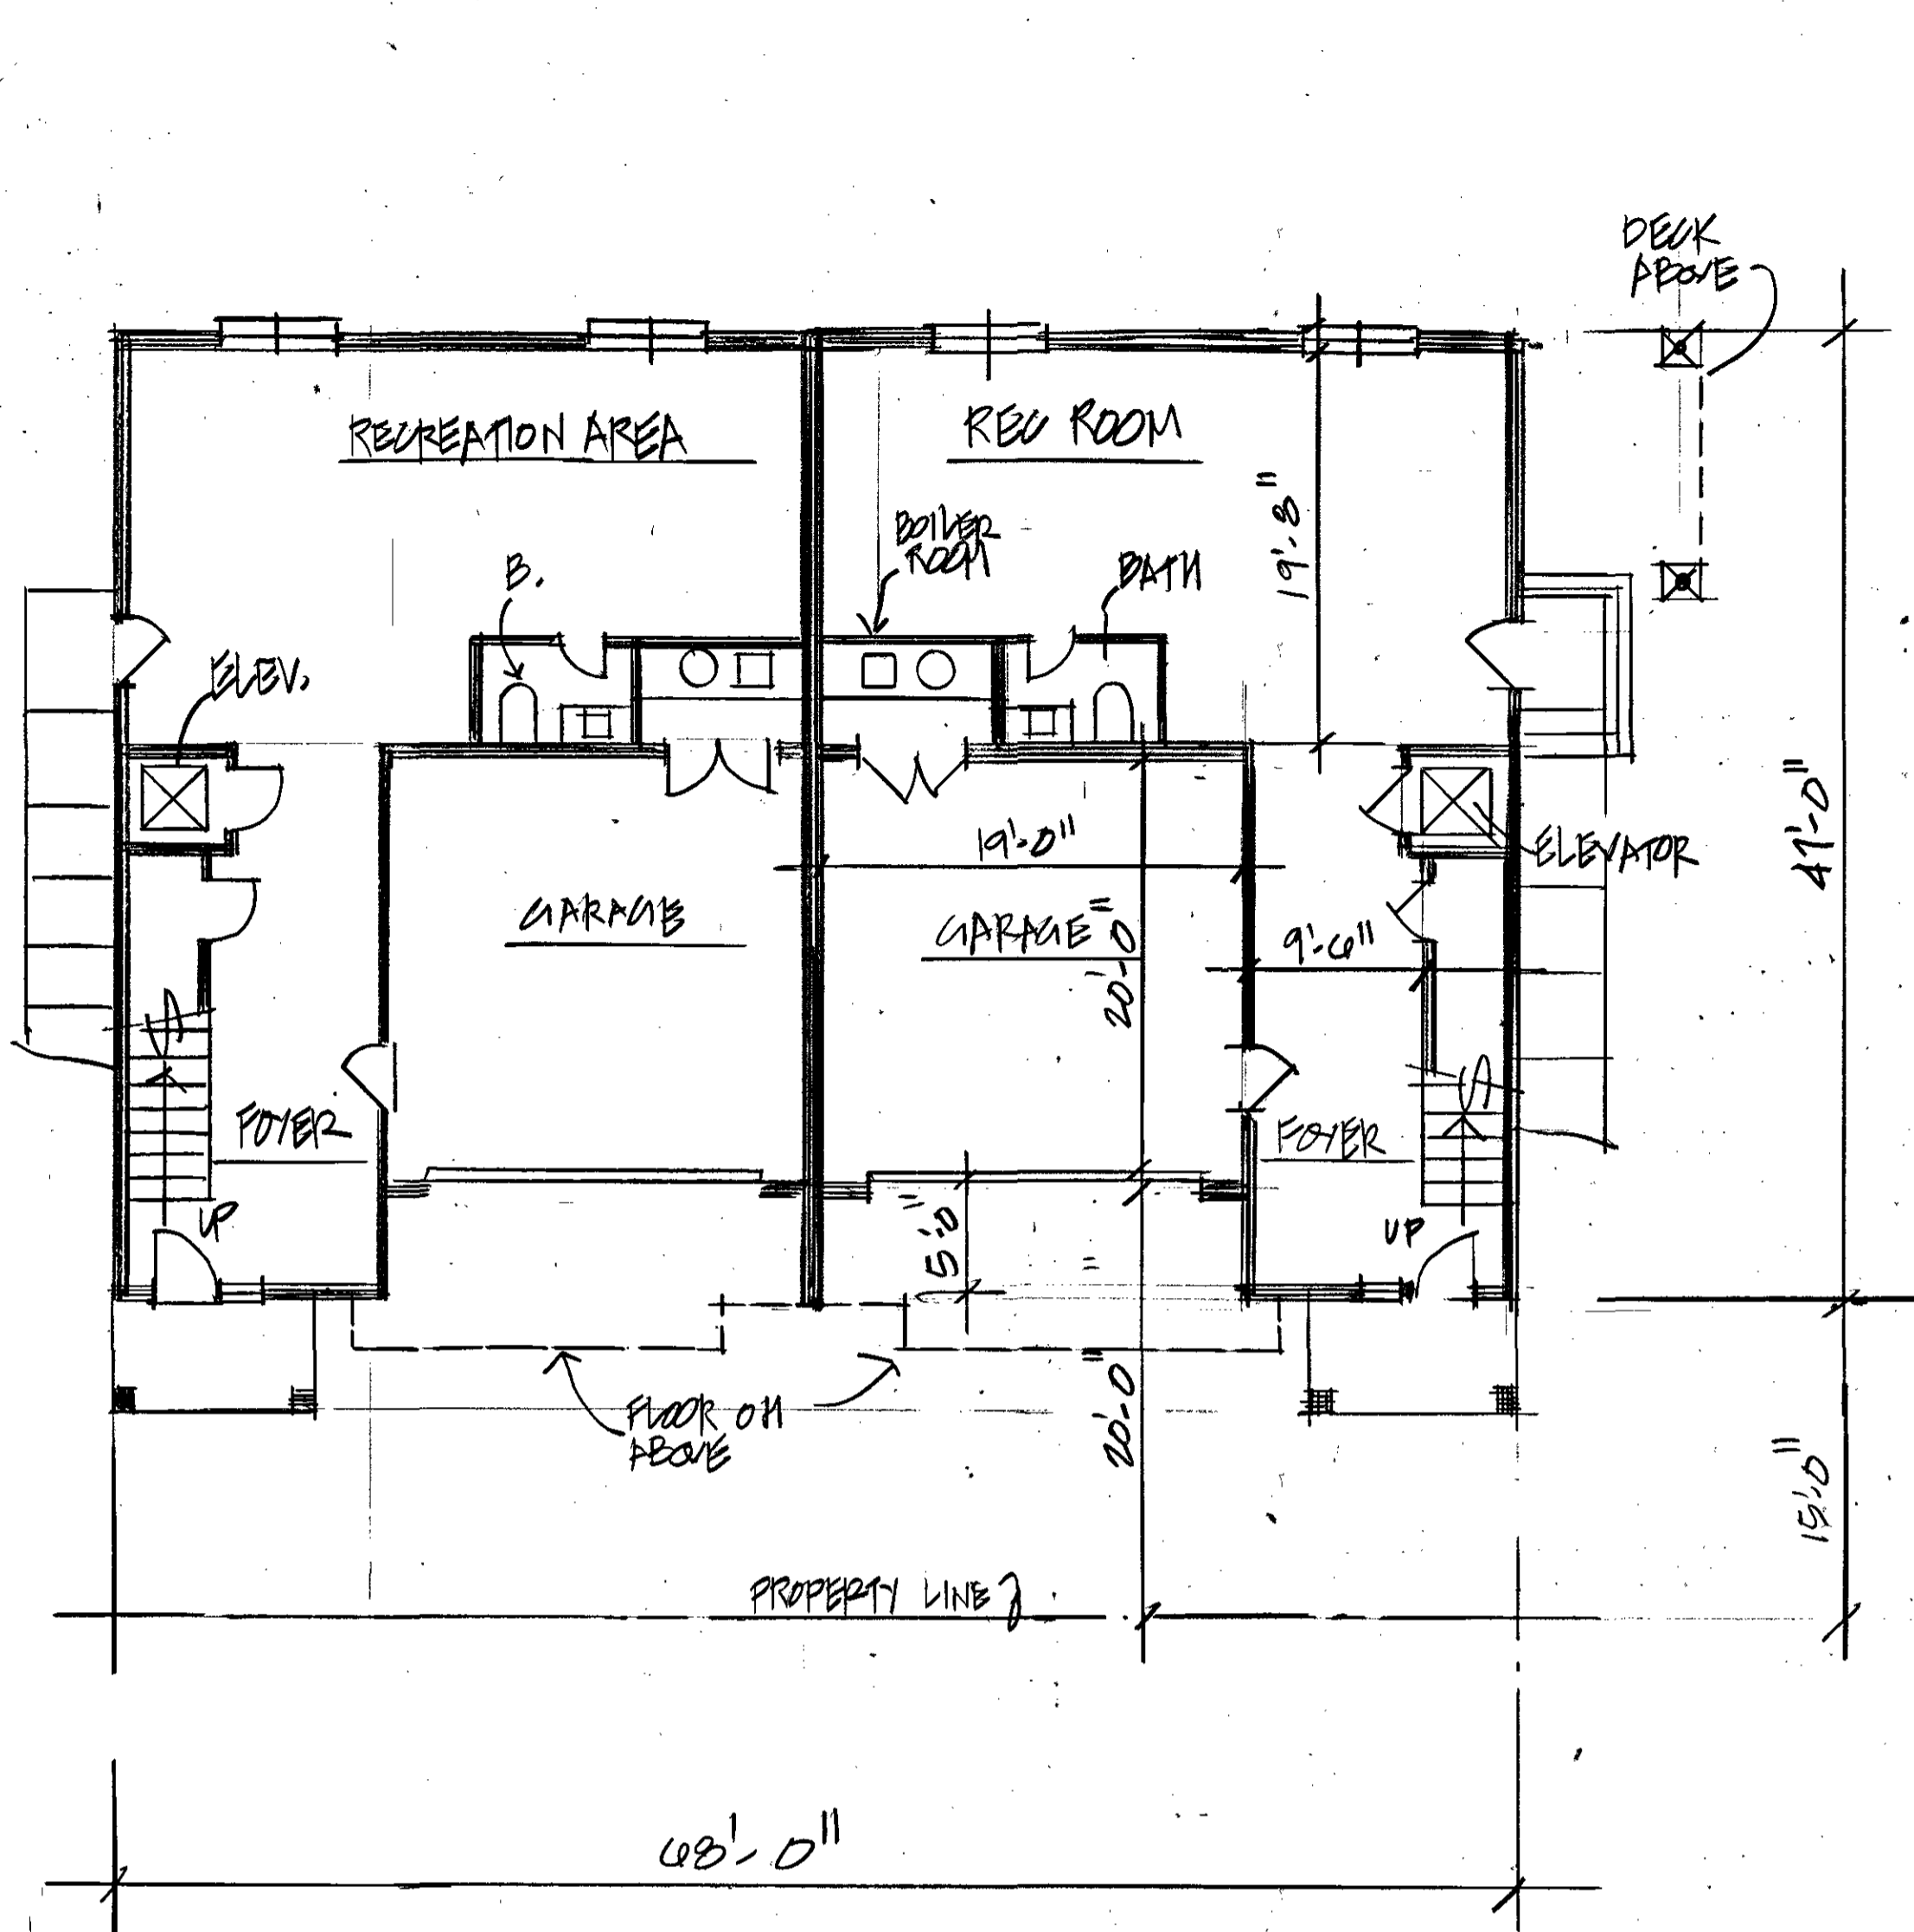 DECK
ABOVE
RECREATION AREA
REC ROOM
19'-8"
BOILER
ROOM
BATH
B.
ELEV.
47'-0"
19'-0"
ELEVATOR
GARAGE
GARAGE
20'-0"
9'-6"
FOYER
FOYER
UP
UP
5'-0"
FLOOR OH
ABOVE
20'-0"
15'-0"
PROPERTY LINE
68'-0"